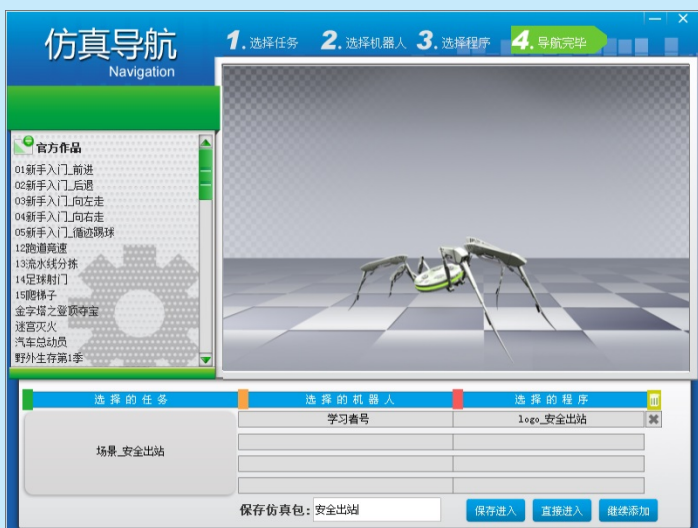 仿真导航
Navigation
1. 选择任务 2. 选择机器人 3. 选择程序 4. 导航完毕
官方作品
01新手入门_前进
02新手入门_后退
03新手入门_向左走
04新手入门_向右走
05新手入门_循迹踢球
12跑道竞速
13流水线分拣
14足球射门
15爬梯子
金字塔之登顶夺宝
迷宫灭火
汽车总动员
野外生存第1季
选择的任务 选择的机器人 选择的程序
学习者号 logo_安全出站
场景_安全出站
保存仿真包: 安全出站 保存进入 直接进入 继续添加